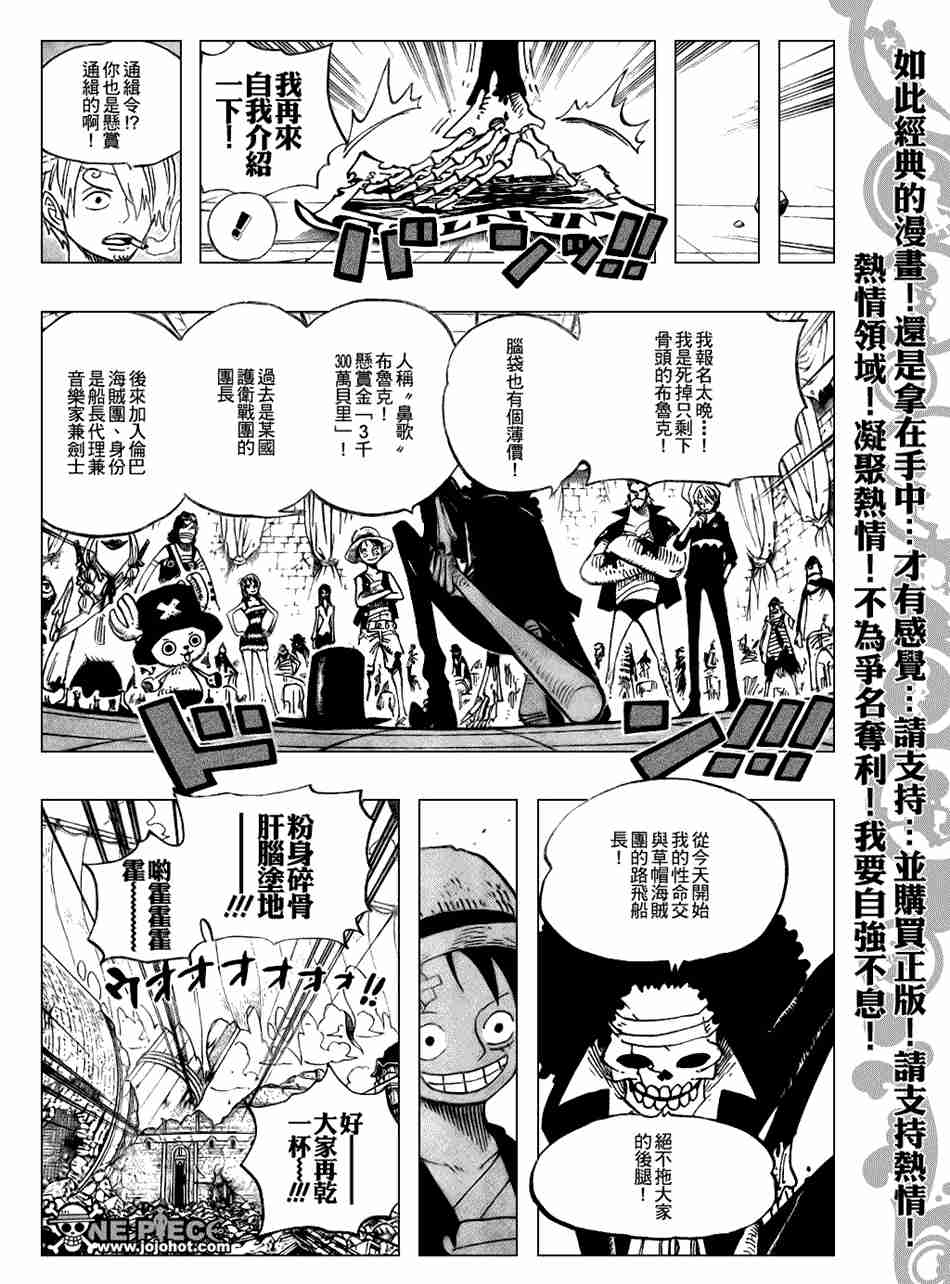 我再來
自我介紹
一下！
！
バンッ!!
通緝令!?
你也是懸賞
通緝的啊！
我報名太晚…！
我是死掉只剩下
骨頭的布魯克！
腦袋也有個薄價！
人稱〝鼻歌〞
布魯克！
懸賞金「3千
300萬貝里」！
過去是某國
護衛戰團的
團長
後來加入倫巴
海賊團、身份
是船長代理兼
音樂家兼劍士
ドン!!!
從今天開始
我的性命交
與草帽海賊
團的路飛船
長！
絕不拖大家
的後腿！
粉身碎骨
——
肝腦塗地
——!!!
喲霍霍霍
霍～～
ウオオオオオオ!!
好——
大家再乾
一杯～～!!!
ONE PIECE
www.jojohot.com
如此經典的漫畫！還是拿在手中…才有感覺…請支持…並購買正版！請支持熱情！
熱情領域！凝聚熱情！不為爭名奪利！我要自強不息！